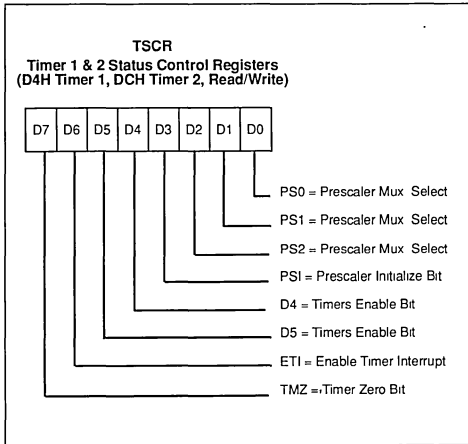 TSCR
Timer 1 & 2 Status Control Registers
(D4H Timer 1, DCH Timer 2, Read/Write)
D7 D6 D5 D4 D3 D2 D1 D0
PS0 = Prescaler Mux Select
PS1 = Prescaler Mux Select
PS2 = Prescaler Mux Select
PSI = Prescaler Initialize Bit
D4 = Timers Enable Bit
D5 = Timers Enable Bit
ETI = Enable Timer Interrupt
TMZ = Timer Zero Bit